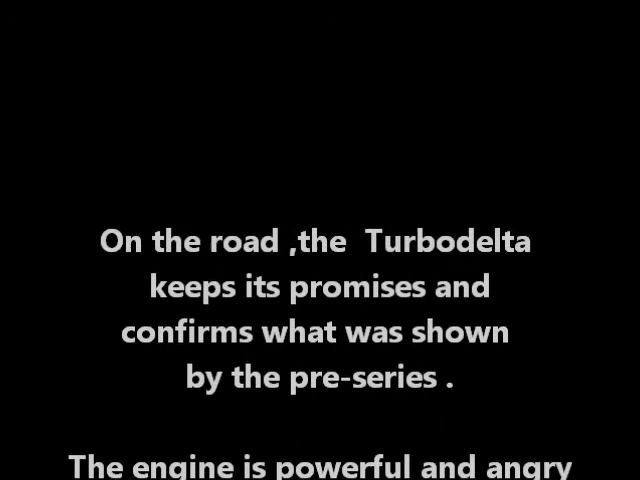 On the road ,the  Turbodelta
keeps its promises and
confirms what was shown
by the pre-series .
The engine is powerful and angry